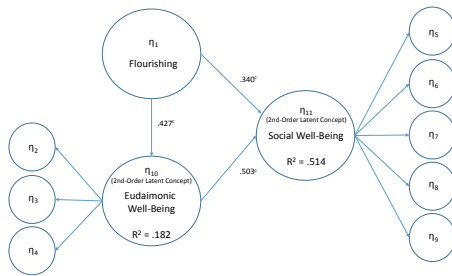 η1
Flourishing
.340ᶜ
.427ᶜ
.503ᶜ
η5
η6
η7
η8
η9
η11
(2nd-Order Latent Concept)
Social Well-Being
R² = .514
η2
η3
η4
η10
(2nd-Order Latent Concept)
Eudaimonic
Well-Being
R² = .182